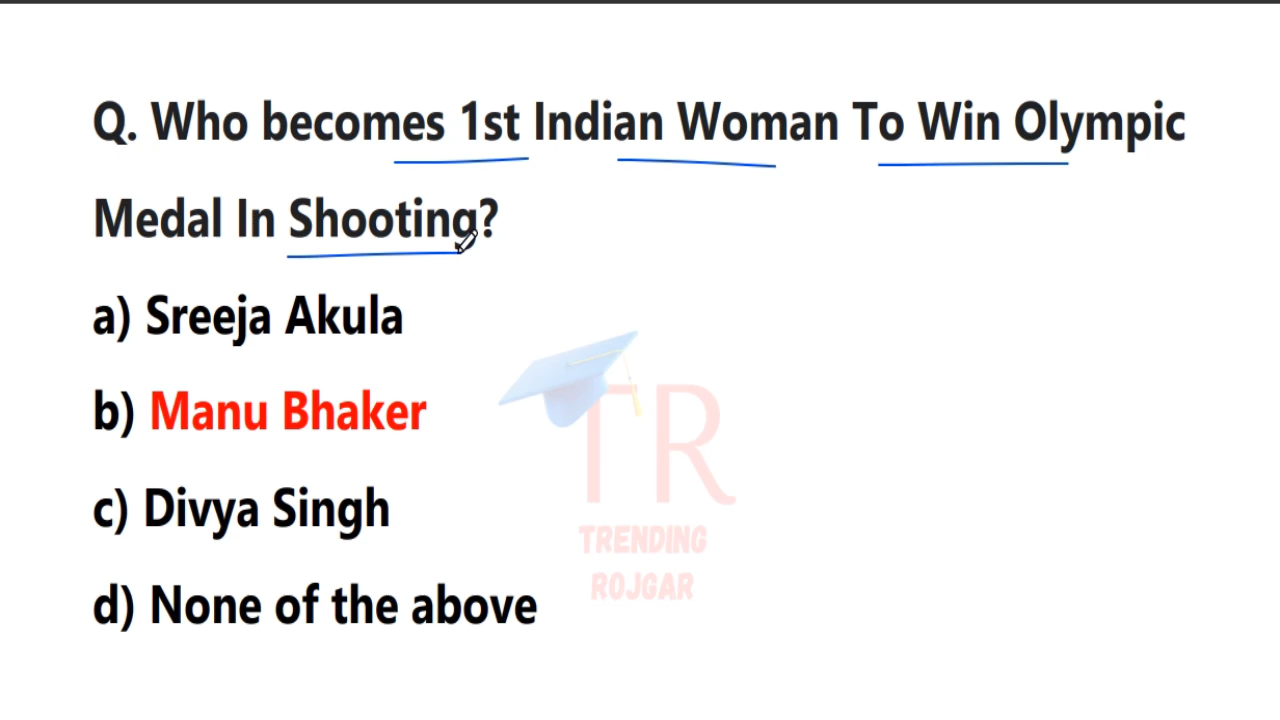 Q. Who becomes 1st Indian Woman To Win Olympic
Medal In Shooting?
a) Sreeja Akula
b) Manu Bhaker
c) Divya Singh
d) None of the above
TR
TRENDING
ROJGAR